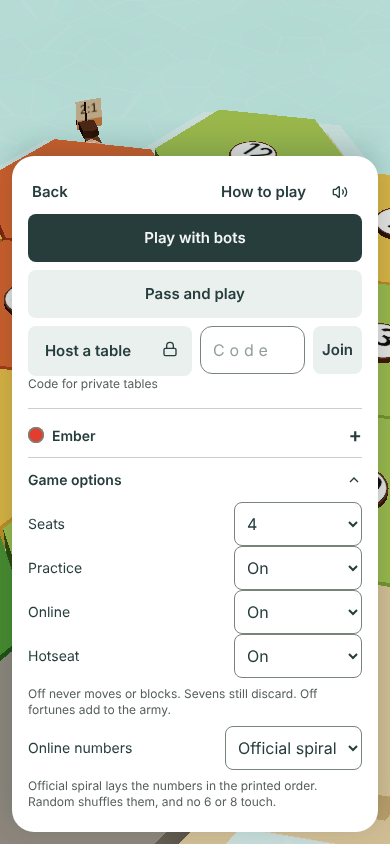 2:1
12
Back
How to play
Play with bots
Pass and play
Host a table
Code
Join
Code for private tables
Ember
+
Game options
Seats
4
Practice
On
Online
On
Hotseat
On
Off never moves or blocks. Sevens still discard. Off
fortunes add to the army.
Online numbers
Official spiral
Official spiral lays the numbers in the printed order.
Random shuffles them, and no 6 or 8 touch.